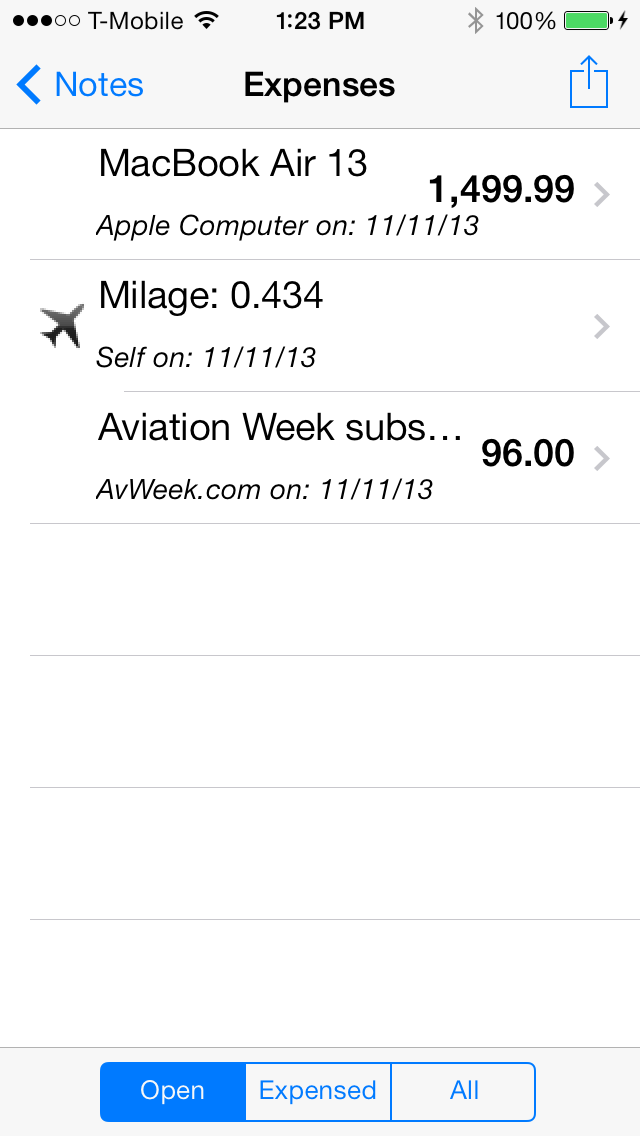 T-Mobile 1:23 PM 100%
Notes Expenses
MacBook Air 13
1,499.99
Apple Computer on: 11/11/13
Milage: 0.434
Self on: 11/11/13
Aviation Week subs...
96.00
AvWeek.com on: 11/11/13
Open Expensed All